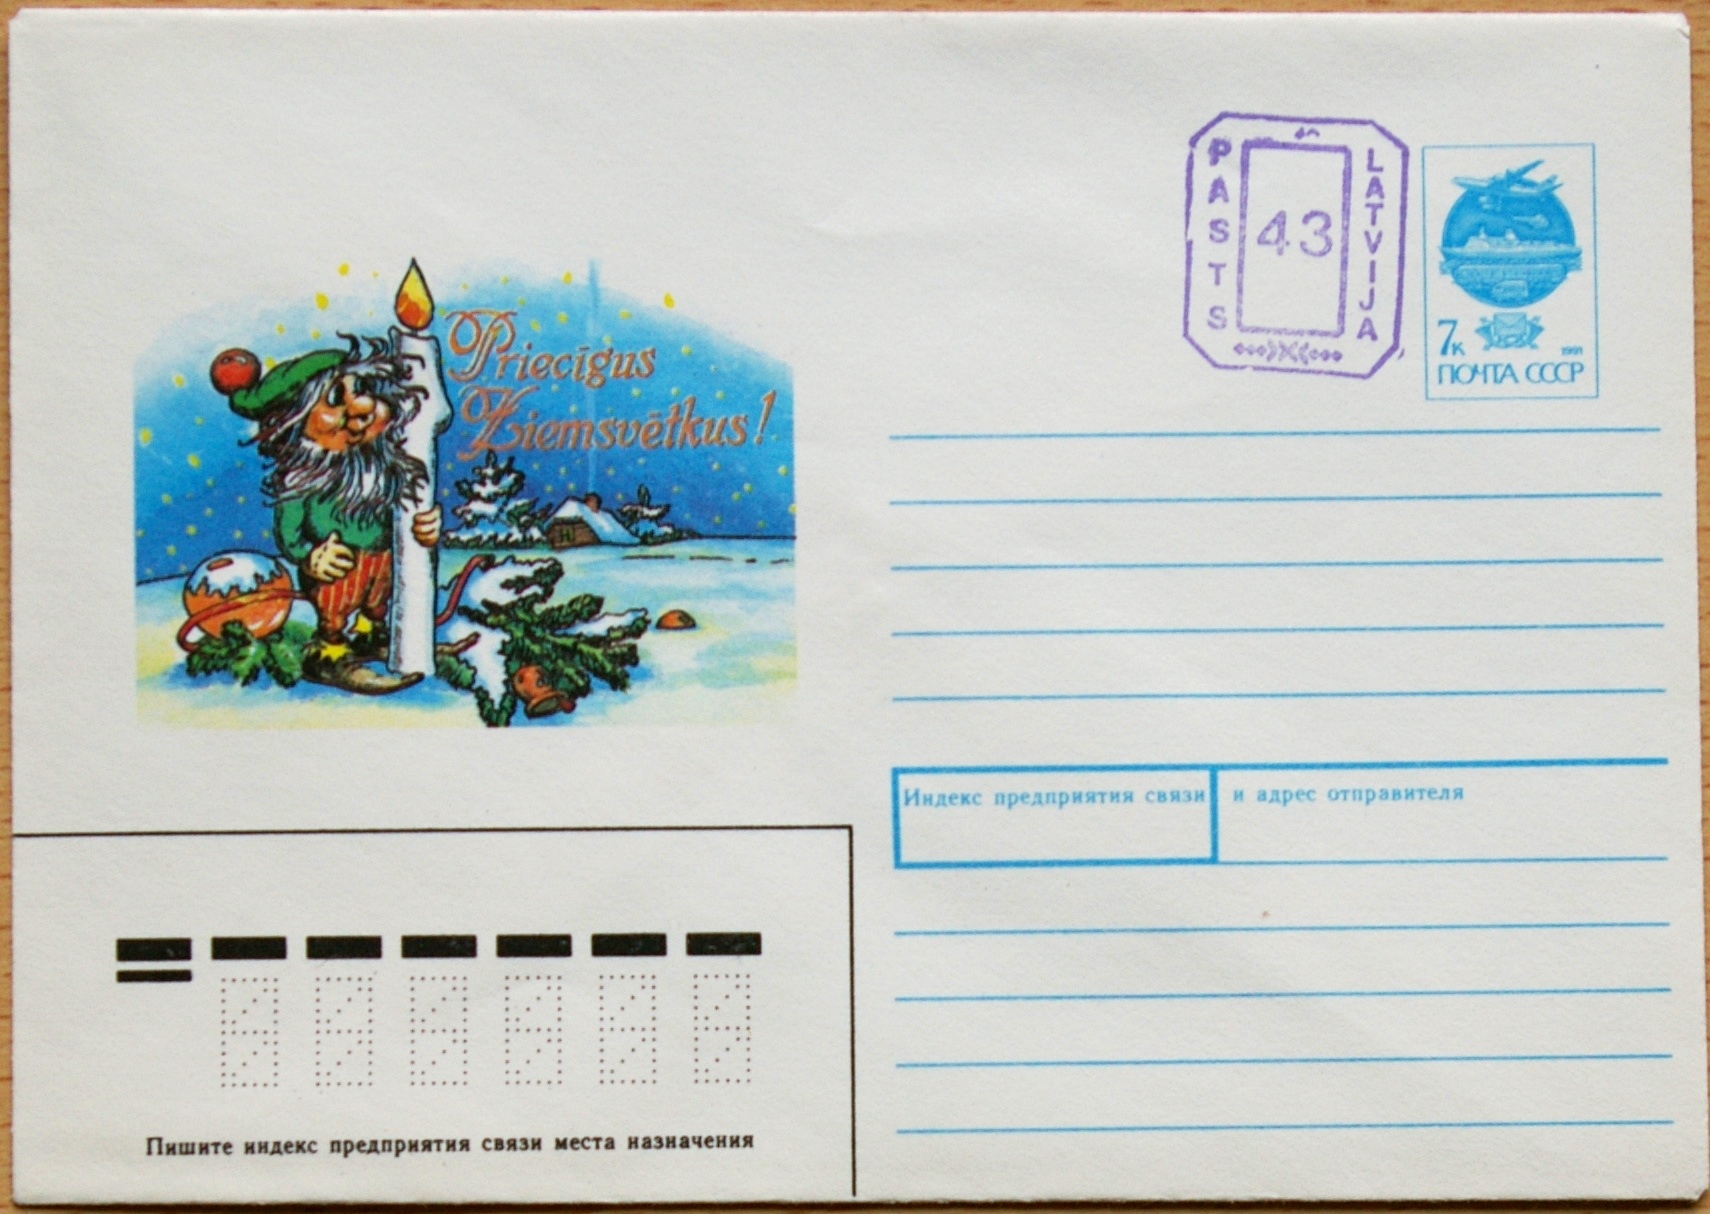 PASTS
43
LATVIJA
7к
1991
ПОЧТА СССР
Priecīgus
Ziemsvētkus!
Индекс предприятия связи и адрес отправителя
Пишите индекс предприятия связи места назначения